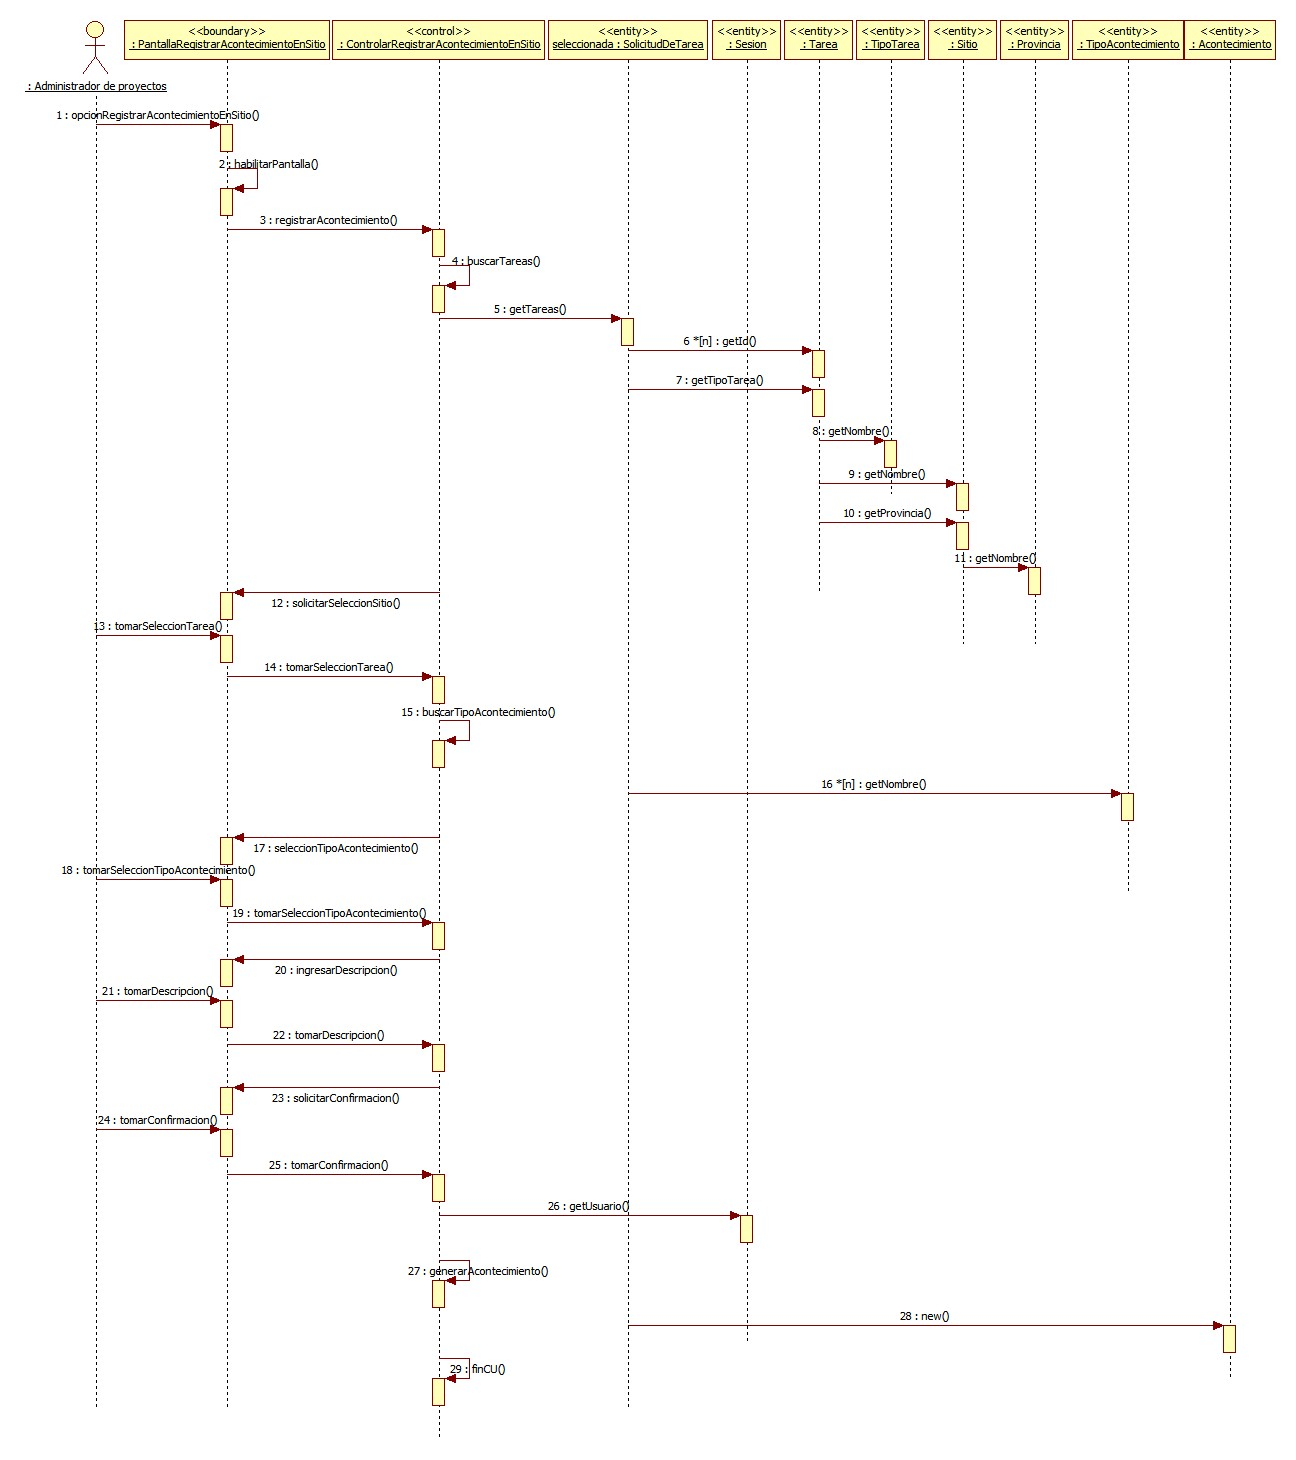 <<boundary>>
: PantallaRegistrarAcontecimientoEnSitio
<<control>>
: ControlarRegistrarAcontecimientoEnSitio
<<entity>>
seleccionada : SolicitudDeTarea
<<entity>>
: Sesion
<<entity>>
: Tarea
<<entity>>
: TipoTarea
<<entity>>
: Sitio
<<entity>>
: Provincia
<<entity>>
: TipoAcontecimiento
<<entity>>
: Acontecimiento
: Administrador de proyectos
1 : opcionRegistrarAcontecimientoEnSitio()
2 : habilitarPantalla()
3 : registrarAcontecimiento()
4 : buscarTareas()
5 : getTareas()
6 *[n] : getId()
7 : getTipoTarea()
8 : getNombre()
9 : getNombre()
10 : getProvincia()
11 : getNombre()
12 : solicitarSeleccionSitio()
13 : tomarSeleccionTarea()
14 : tomarSeleccionTarea()
15 : buscarTipoAcontecimiento()
16 *[n] : getNombre()
17 : seleccionTipoAcontecimiento()
18 : tomarSeleccionTipoAcontecimiento()
19 : tomarSeleccionTipoAcontecimiento()
20 : ingresarDescripcion()
21 : tomarDescripcion()
22 : tomarDescripcion()
23 : solicitarConfirmacion()
24 : tomarConfirmacion()
25 : tomarConfirmacion()
26 : getUsuario()
27 : generarAcontecimiento()
28 : new()
29 : finCU()